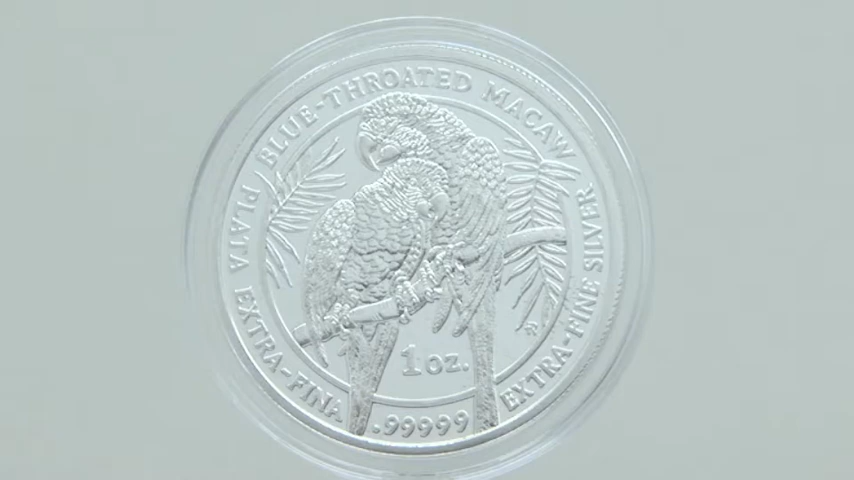 BLUE-THROATED MACAW
PLATA EXTRA-FINA
.99999
EXTRA-FINE SILVER
1 oz.